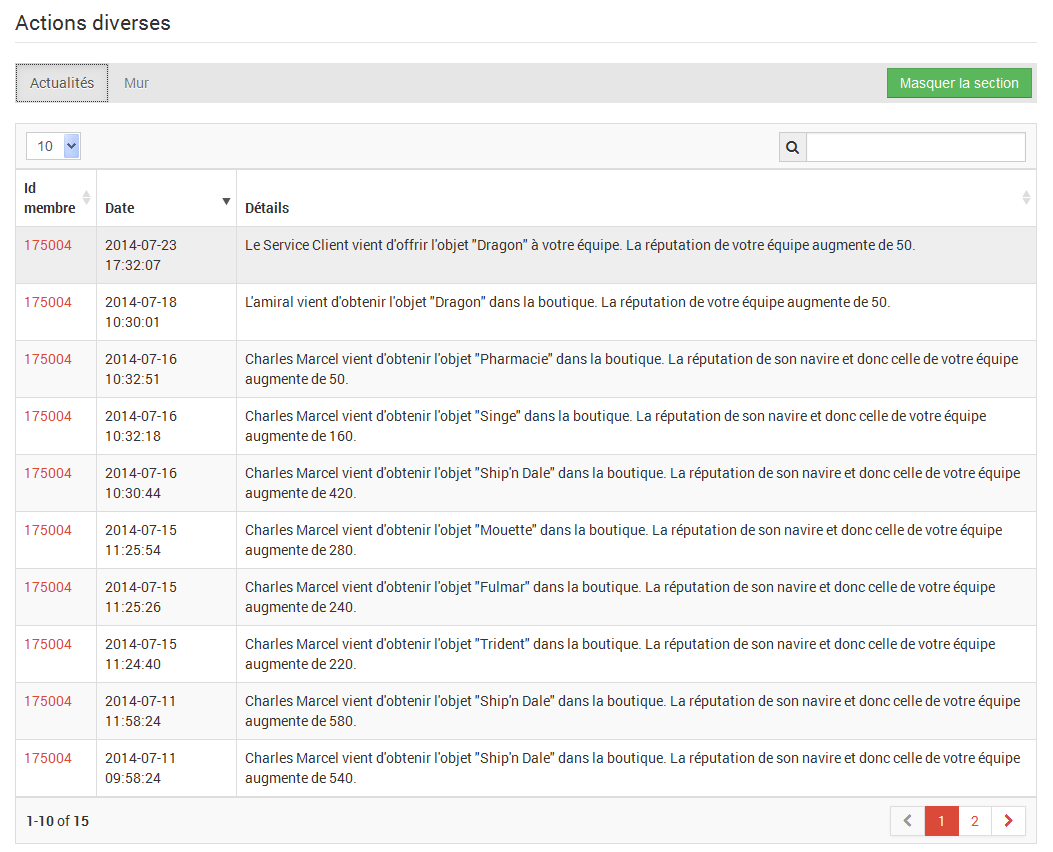 Actions diverses
Actualités
Mur
Masquer la section
10
Id
membre
Date
Détails
175004
2014-07-23
17:32:07
Le Service Client vient d'offrir l'objet "Dragon" à votre équipe. La réputation de votre équipe augmente de 50.
175004
2014-07-18
10:30:01
L'amiral vient d'obtenir l'objet "Dragon" dans la boutique. La réputation de votre équipe augmente de 50.
175004
2014-07-16
10:32:51
Charles Marcel vient d'obtenir l'objet "Pharmacie" dans la boutique. La réputation de son navire et donc celle de votre équipe
augmente de 50.
175004
2014-07-16
10:32:18
Charles Marcel vient d'obtenir l'objet "Singe" dans la boutique. La réputation de son navire et donc celle de votre équipe
augmente de 160.
175004
2014-07-16
10:30:44
Charles Marcel vient d'obtenir l'objet "Ship'n Dale" dans la boutique. La réputation de son navire et donc celle de votre équipe
augmente de 420.
175004
2014-07-15
11:25:54
Charles Marcel vient d'obtenir l'objet "Mouette" dans la boutique. La réputation de son navire et donc celle de votre équipe
augmente de 280.
175004
2014-07-15
11:25:26
Charles Marcel vient d'obtenir l'objet "Fulmar" dans la boutique. La réputation de son navire et donc celle de votre équipe
augmente de 240.
175004
2014-07-15
11:24:40
Charles Marcel vient d'obtenir l'objet "Trident" dans la boutique. La réputation de son navire et donc celle de votre équipe
augmente de 220.
175004
2014-07-11
11:58:24
Charles Marcel vient d'obtenir l'objet "Ship'n Dale" dans la boutique. La réputation de son navire et donc celle de votre équipe
augmente de 580.
175004
2014-07-11
09:58:24
Charles Marcel vient d'obtenir l'objet "Ship'n Dale" dans la boutique. La réputation de son navire et donc celle de votre équipe
augmente de 540.
1-10 of 15
1
2